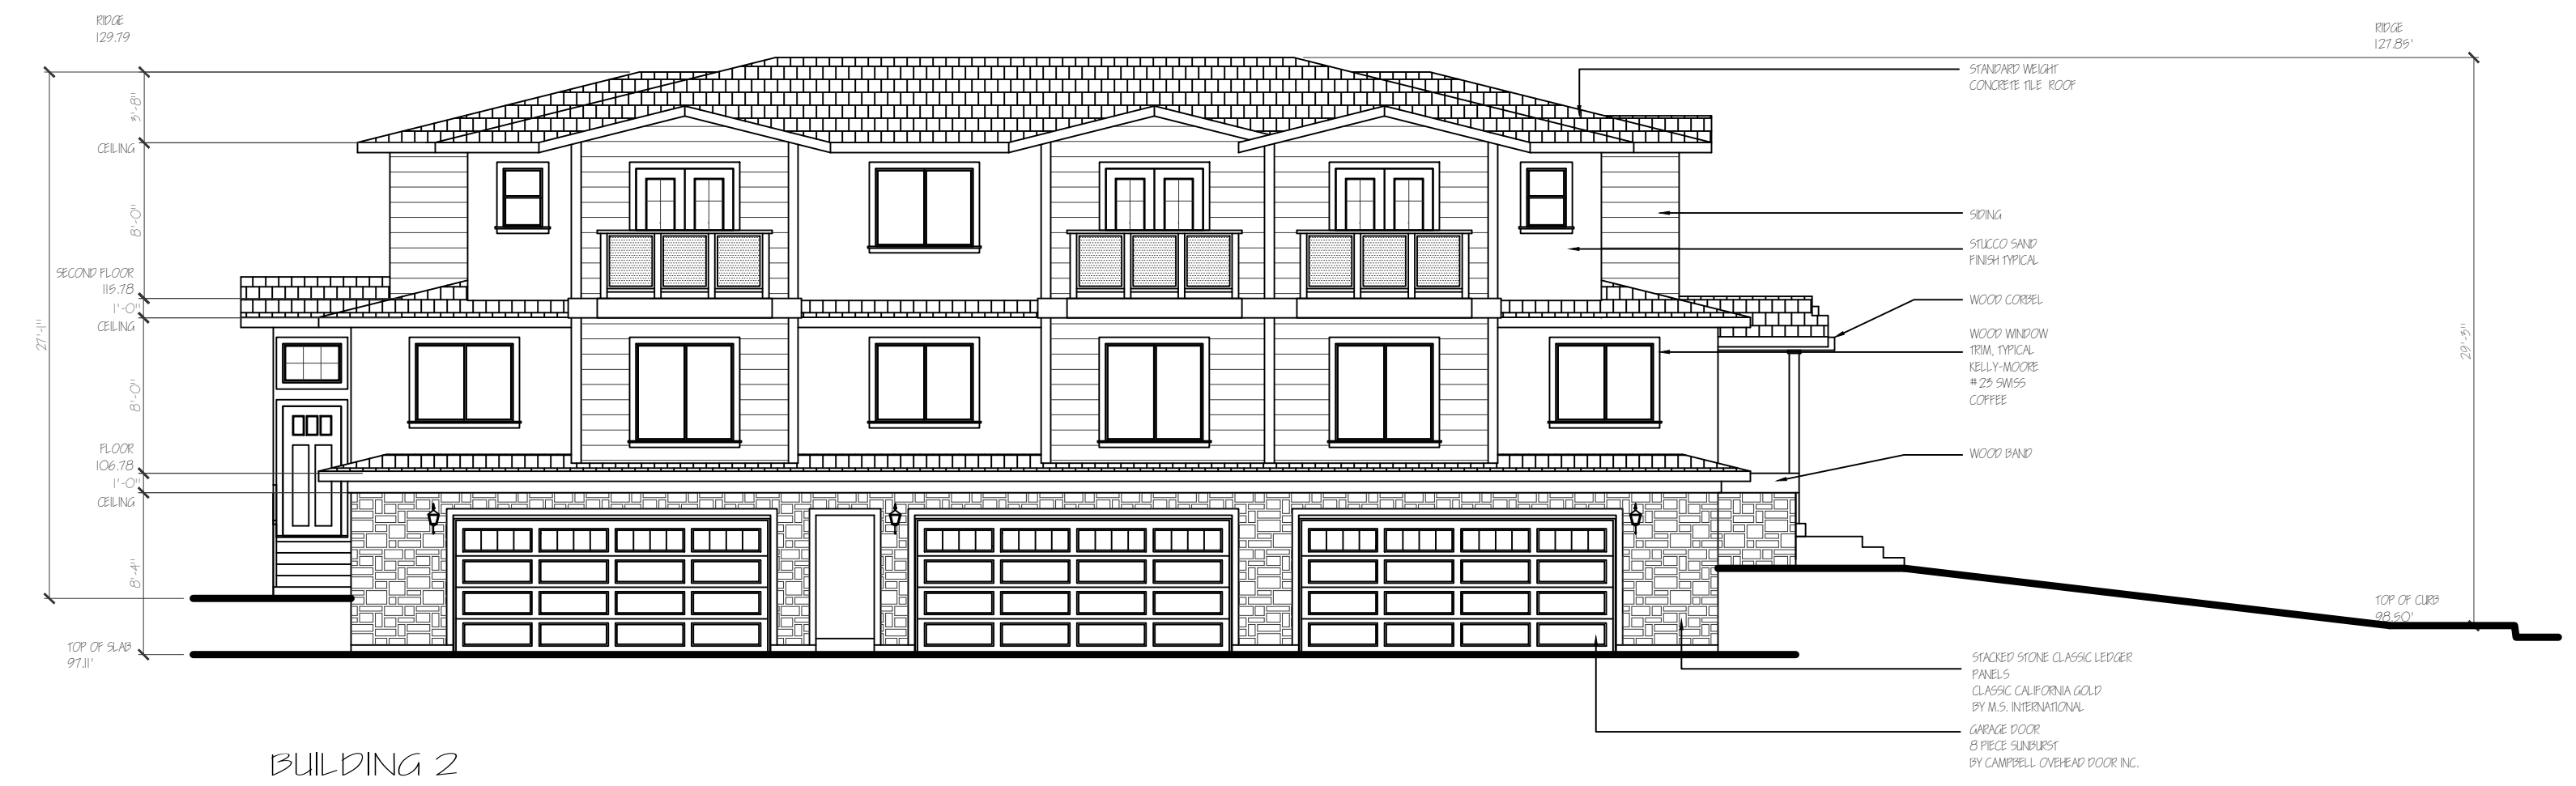 RIDGE
129.79
3'-8"
CEILING
8'-0"
SECOND FLOOR
115.78
1'-0"
CEILING
27'-1"
8'-0"
FLOOR
106.78
1'-0"
CEILING
8'-4"
TOP OF SLAB
97.11'
BUILDING 2
RIDGE
127.85'
STANDARD WEIGHT
CONCRETE TILE ROOF
SIDING
STUCCO SAND
FINISH TYPICAL
WOOD CORBEL
WOOD WINDOW
TRIM, TYPICAL
KELLY-MOORE
#23 SWISS
COFFEE
29'-3"
WOOD BAND
TOP OF CURB
98.50'
STACKED STONE CLASSIC LEDGER
PANELS
CLASSIC CALIFORNIA GOLD
BY M.S. INTERNATIONAL
GARAGE DOOR
8 PIECE SUNBURST
BY CAMPBELL OVEHEAD DOOR INC.